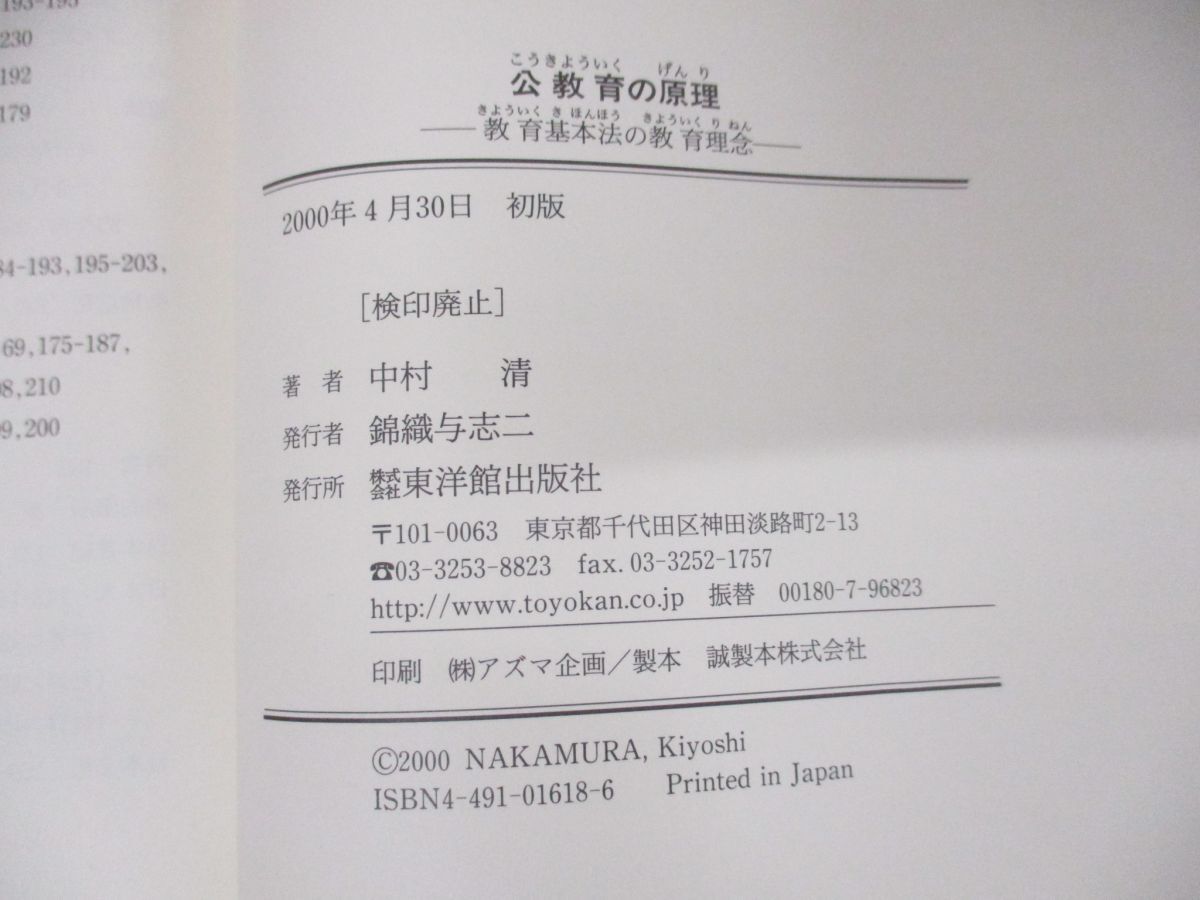 193-195
230
192
179
84-193,195-203,
69,175-187,
98,210
99,200
こうきよういく げんり
公教育の原理
きよういく き ほんほう きよういく り ねん
―教育基本法の教育理念―
2000年4月30日 初版
[検印廃止]
著者 中村 清
発行者 錦織与志二
発行所 株式会社東洋館出版社
〒101-0063 東京都千代田区神田淡路町2-13
☎03-3253-8823 fax. 03-3252-1757
http://www.toyokan.co.jp 振替 00180-7-96823
印刷 ㈱アズマ企画／製本 誠製本株式会社
©2000 NAKAMURA, Kiyoshi
ISBN4-491-01618-6 Printed in Japan